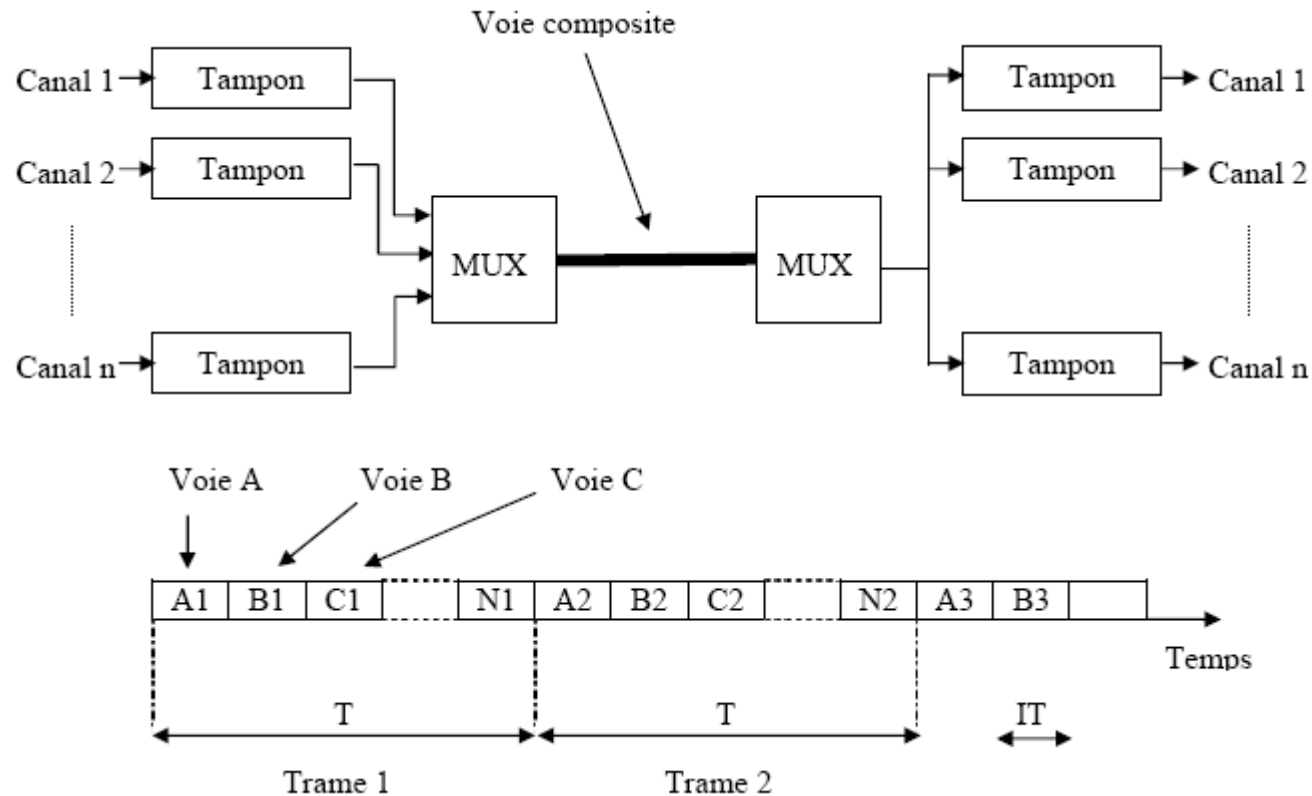 Voie composite
Canal 1 Tampon Tampon Canal 1
Canal 2 Tampon Tampon Canal 2
MUX MUX
Canal n Tampon Tampon Canal n
Voie A Voie B Voie C
A1 B1 C1 N1 A2 B2 C2 N2 A3 B3
Temps
T T IT
Trame 1 Trame 2